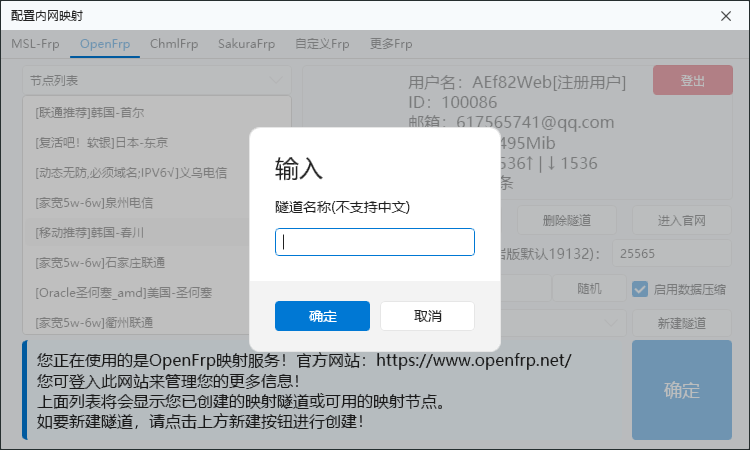 配置内网映射
MSL-Frp OpenFrp ChmlFrp SakuraFrp 自定义Frp 更多Frp
节点列表
[联通推荐]韩国-首尔
[复活吧！软银]日本-东京
[动态无防,必须域名;IPV6√]义乌电信
[家宽5w-6w]泉州电信
[移动推荐]韩国-春川
[家宽5w-6w]石家庄联通
[Oracle圣何塞_amd]美国-圣何塞
[家宽5w-6w]衢州联通
用户名：AEf82Web[注册用户]
ID：100086
邮箱：617565741@qq.com
495Mib
536↑ | ↓ 1536
条
登出
输入
隧道名称(不支持中文)
确定 取消
删除隧道 进入官网
岩版默认19132)： 25565
随机 启用数据压缩
新建隧道
您正在使用的是OpenFrp映射服务！官方网站：https://www.openfrp.net/
您可登入此网站来管理您的更多信息！
上面列表将会显示您已创建的映射隧道或可用的映射节点。
如要新建隧道，请点击上方新建按钮进行创建！
确定